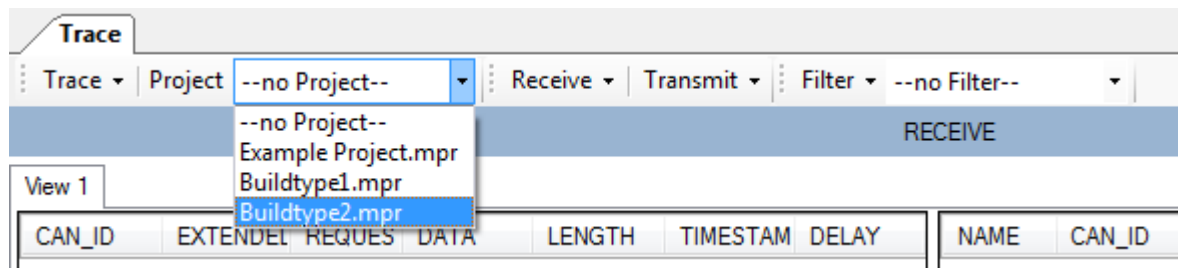 Trace
Trace Project --no Project-- Receive Transmit Filter --no Filter--
--no Project--
Example Project.mpr
Buildtype1.mpr
Buildtype2.mpr
RECEIVE
View 1
CAN_ID EXTENDEL REQUES DATA LENGTH TIMESTAM DELAY NAME CAN_ID